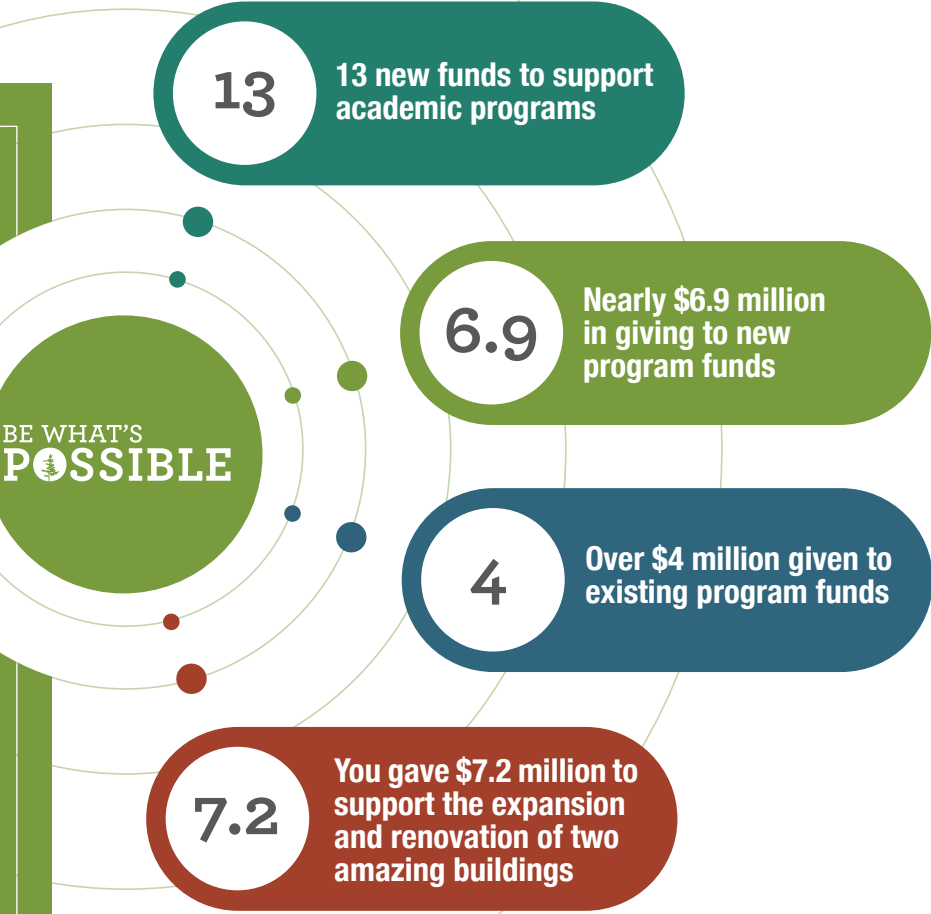 13
13 new funds to support
academic programs
6.9
Nearly $6.9 million
in giving to new
program funds
BE WHAT'S
POSSIBLE
4
Over $4 million given to
existing program funds
7.2
You gave $7.2 million to
support the expansion
and renovation of two
amazing buildings